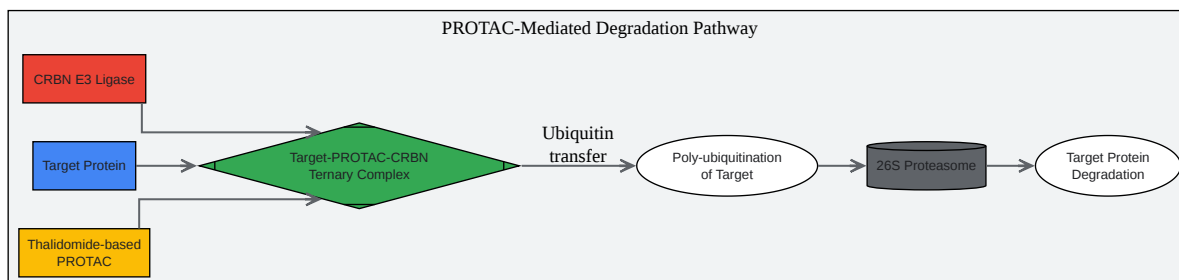 PROTAC-Mediated Degradation Pathway
CRBN E3 Ligase
Target Protein
Thalidomide-based
PROTAC
Target-PROTAC-CRBN
Ternary Complex
Ubiquitin
transfer
Poly-ubiquitination
of Target
26S Proteasome
Target Protein
Degradation